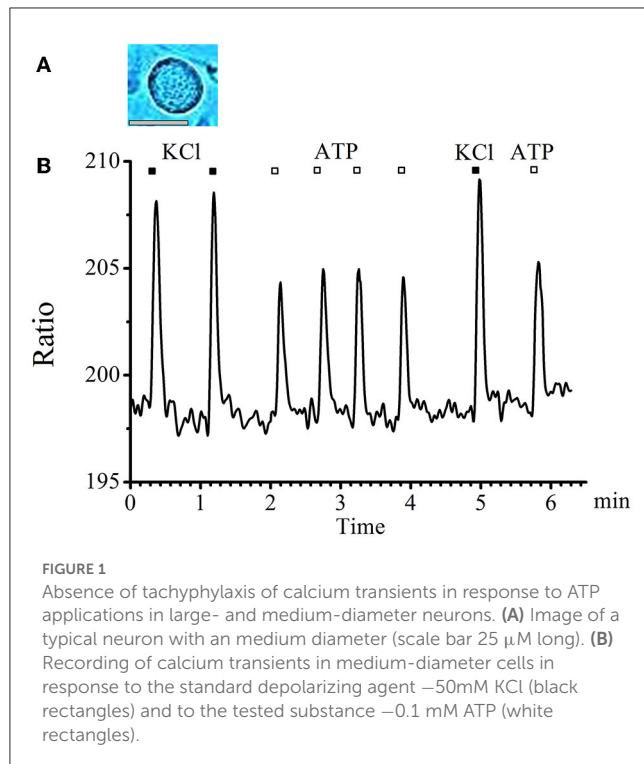 A
B
KCl ATP KCl ATP
210
205
200
195
Ratio
0 1 2 3 4 5 6 min
Time
FIGURE 1
Absence of tachyphylaxis of calcium transients in response to ATP
applications in large- and medium-diameter neurons. (A) Image of a
typical neuron with an medium diameter (scale bar 25 μM long). (B)
Recording of calcium transients in medium-diameter cells in
response to the standard depolarizing agent −50mM KCl (black
rectangles) and to the tested substance −0.1 mM ATP (white
rectangles).